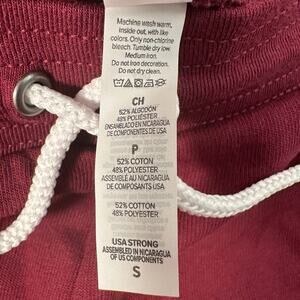 Machine wash warm,
Inside out, with like
colors. Only non-chlorine
bleach. Tumble dry low.
Medium Iron.
Do not iron decoration.
Do not dry clean.
CH
52% ALGODÓN
48% POLIÉSTER
ENSAMBLADO EN NICARAGUA
DE COMPONENTES DE USA
P
52% COTTON
48% POLYESTER
ASSEMBLÉ AU NICARAGUA
DE COMPOSANTS USA
52% COTTON
48% POLYESTER
USA STRONG
ASSEMBLED IN NICARAGUA
OF US COMPONENTS
S